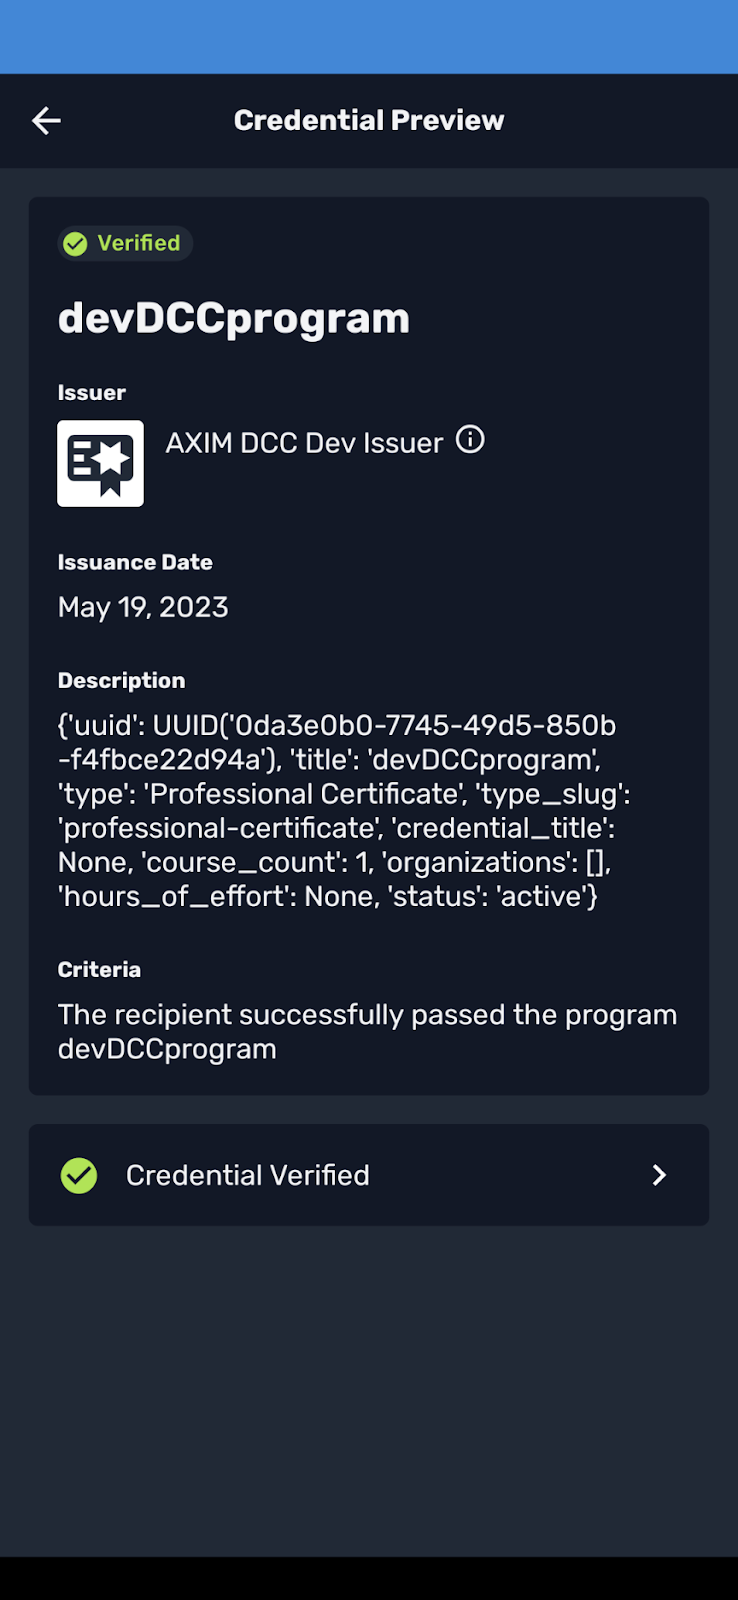 Credential Preview
Verified
devDCCprogram
Issuer
AXIM DCC Dev Issuer
Issuance Date
May 19, 2023
Description
{'uuid': UUID('0da3e0b0-7745-49d5-850b
-f4fbce22d94a'), 'title': 'devDCCprogram',
'type': 'Professional Certificate', 'type_slug':
'professional-certificate', 'credential_title':
None, 'course_count': 1, 'organizations': [],
'hours_of_effort': None, 'status': 'active'}
Criteria
The recipient successfully passed the program
devDCCprogram
Credential Verified